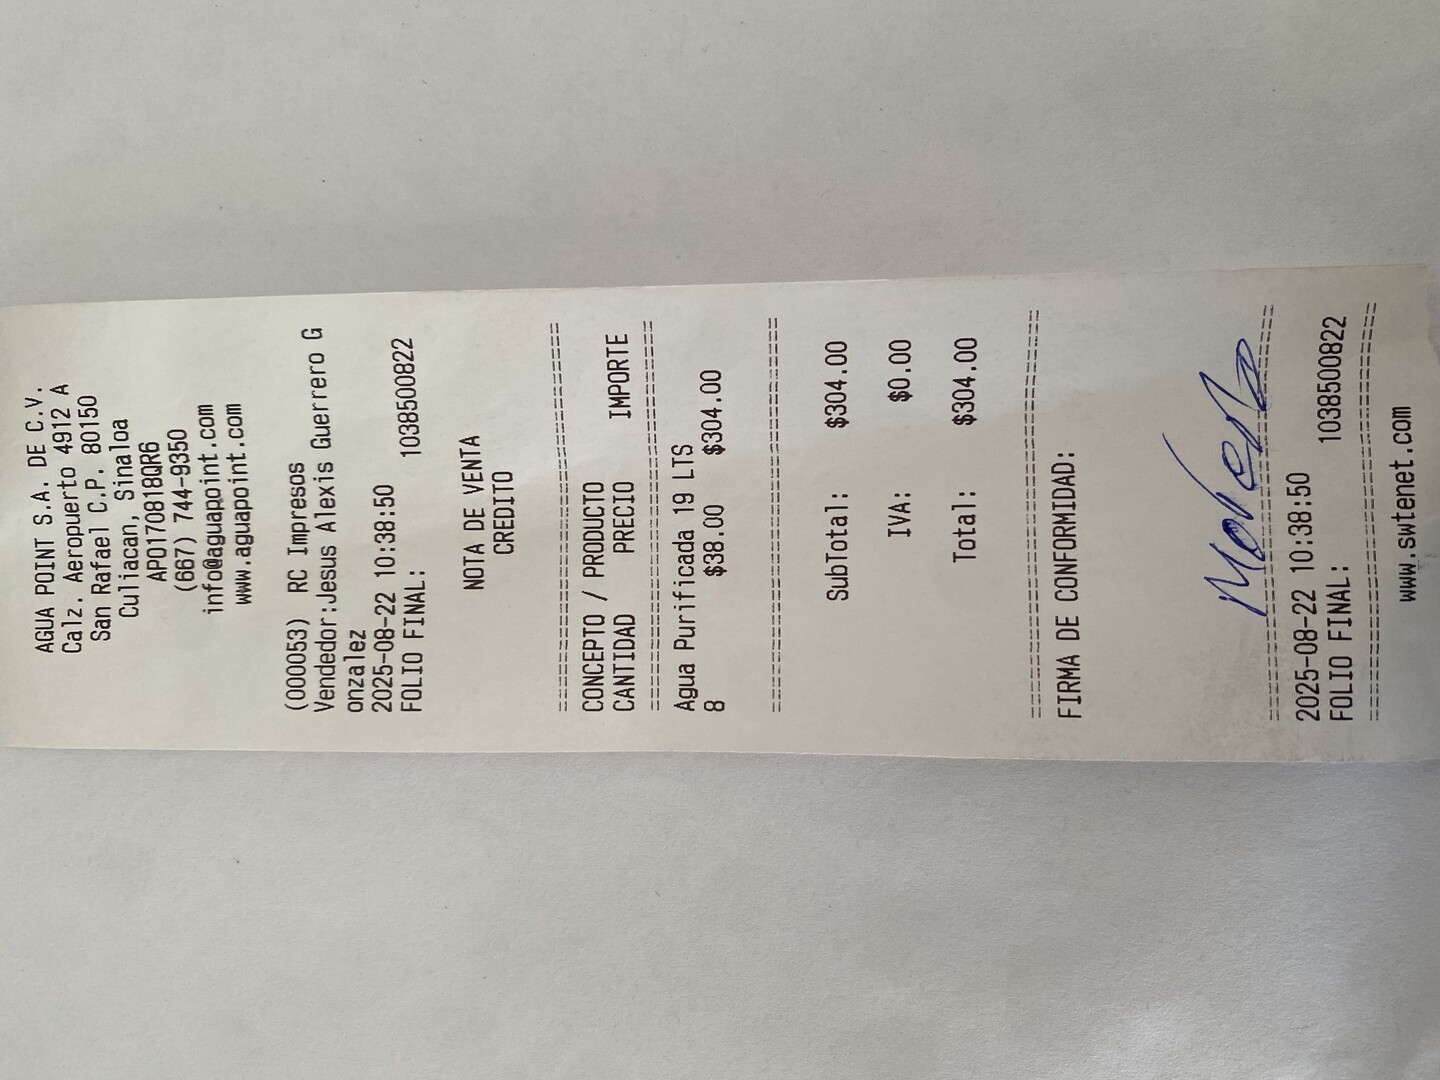 AGUA POINT S.A. DE C.V.
Calz. Aeropuerto 4912 A
San Rafael C.P. 80150
Culiacan, Sinaloa
APO170818QR6
(667) 744-9350
info@aguapoint.com
www.aguapoint.com
(000053) RC Impresos
Vendedor:Jesus Alexis Guerrero G
onzalez
2025-08-22 10:38:50
FOLIO FINAL: 1038500822
NOTA DE VENTA
CREDITO
================================
CONCEPTO / PRODUCTO
CANTIDAD PRECIO IMPORTE
================================
Agua Purificada 19 LTS
8 $38.00 $304.00
================================
SubTotal: $304.00
IVA: $0.00
Total: $304.00
================================
FIRMA DE CONFORMIDAD:
================================
2025-08-22 10:38:50
FOLIO FINAL: 1038500822
================================
www.swtenet.com